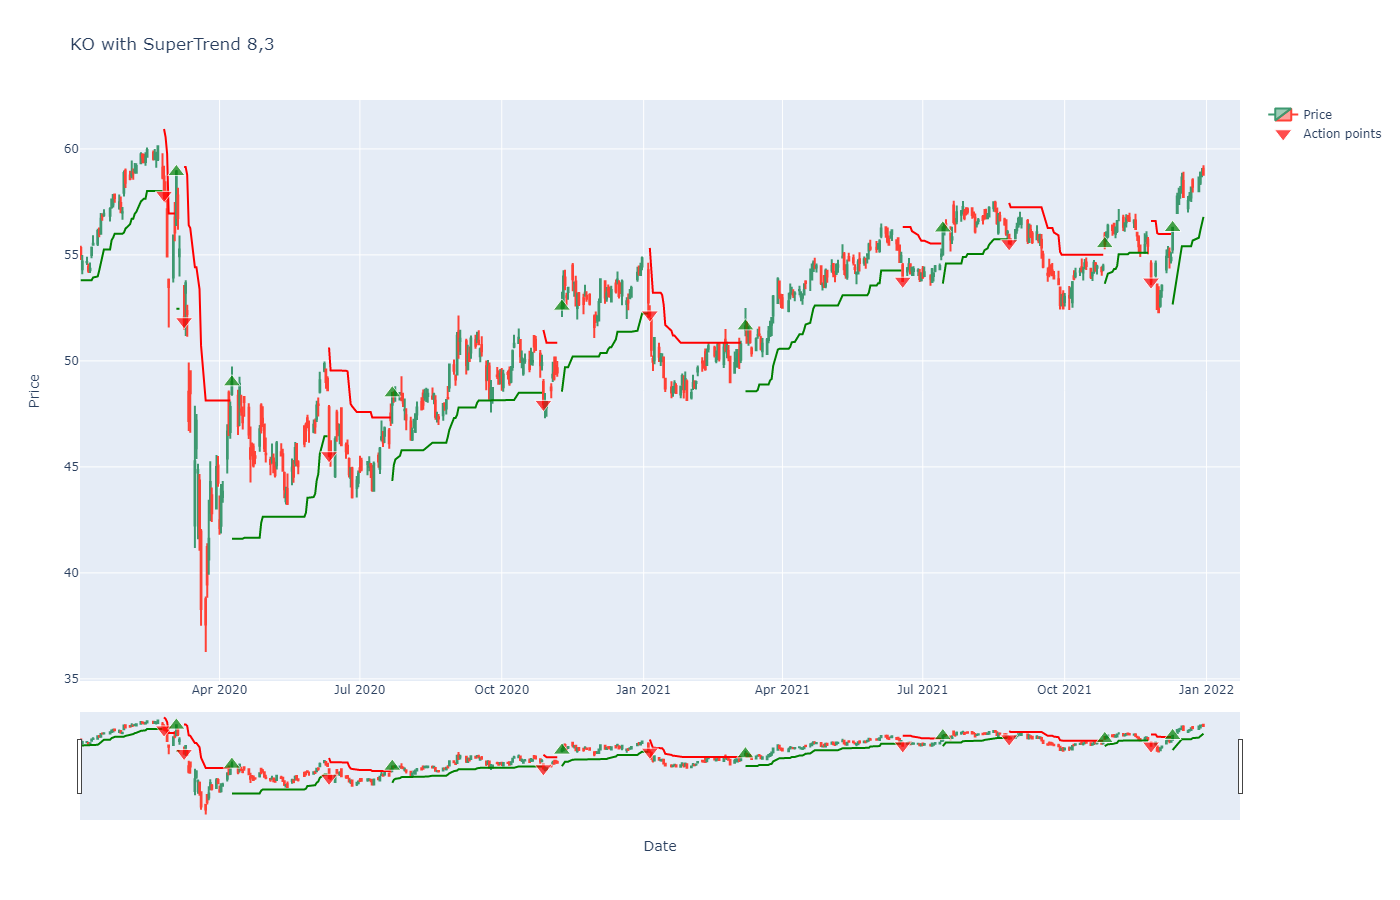 KO with SuperTrend 8,3
Price
Action points
60
55
50
45
40
35
Price
Apr 2020
Jul 2020
Oct 2020
Jan 2021
Apr 2021
Jul 2021
Oct 2021
Jan 2022
Date